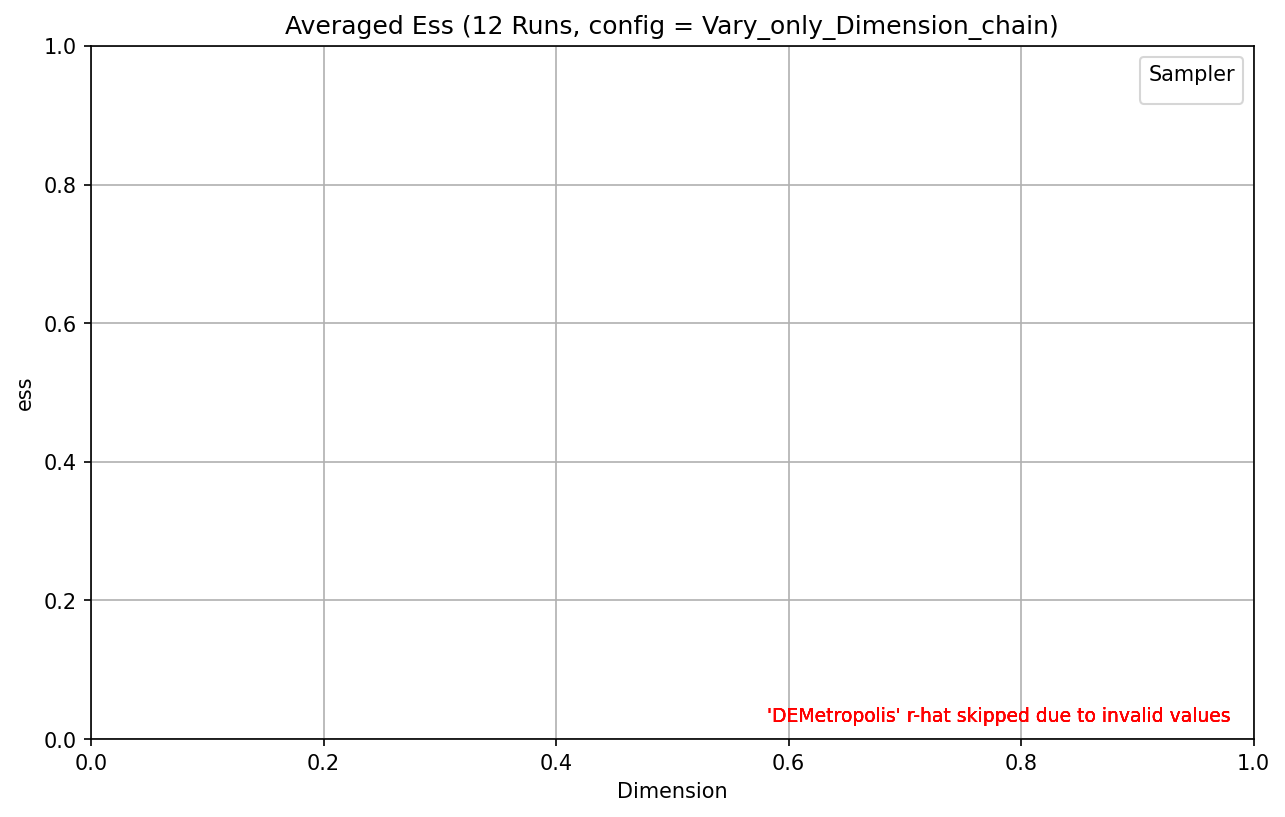 Averaged Ess (12 Runs, config = Vary_only_Dimension_chain)
Sampler
1.0
0.8
0.6
0.4
0.2
0.0
ess
'DEMetropolis' r-hat skipped due to invalid values
0.0 0.2 0.4 0.6 0.8 1.0
Dimension